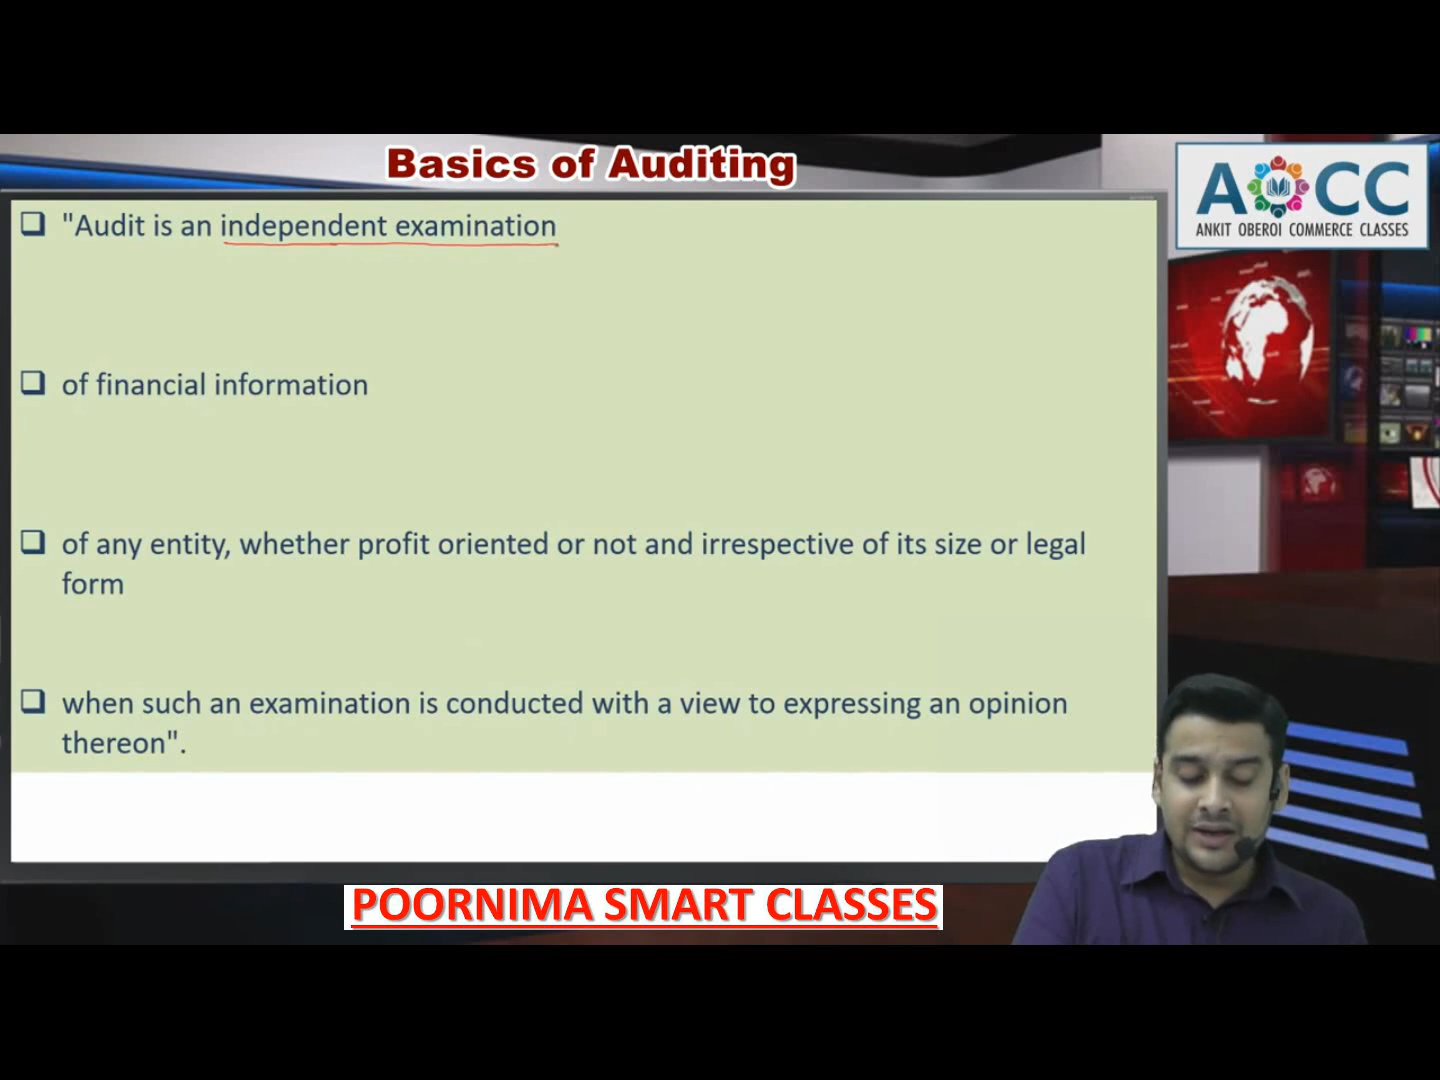 Basics of Auditing
AOCC
ANKIT OBEROI COMMERCE CLASSES
"Audit is an independent examination
of financial information
of any entity, whether profit oriented or not and irrespective of its size or legal
form
when such an examination is conducted with a view to expressing an opinion
thereon".
POORNIMA SMART CLASSES